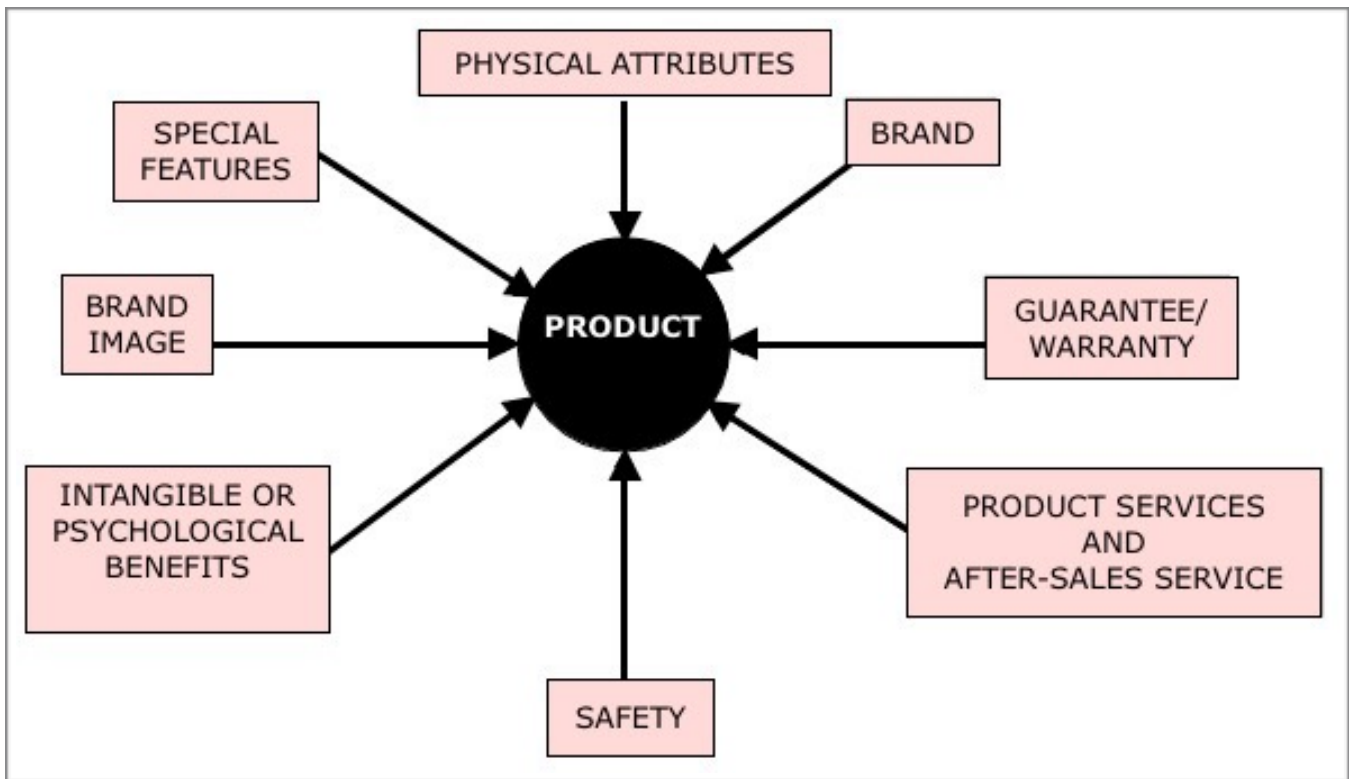 PHYSICAL ATTRIBUTES
SPECIAL
FEATURES
BRAND
BRAND
IMAGE
PRODUCT
GUARANTEE/
WARRANTY
INTANGIBLE OR
PSYCHOLOGICAL
BENEFITS
PRODUCT SERVICES
AND
AFTER-SALES SERVICE
SAFETY